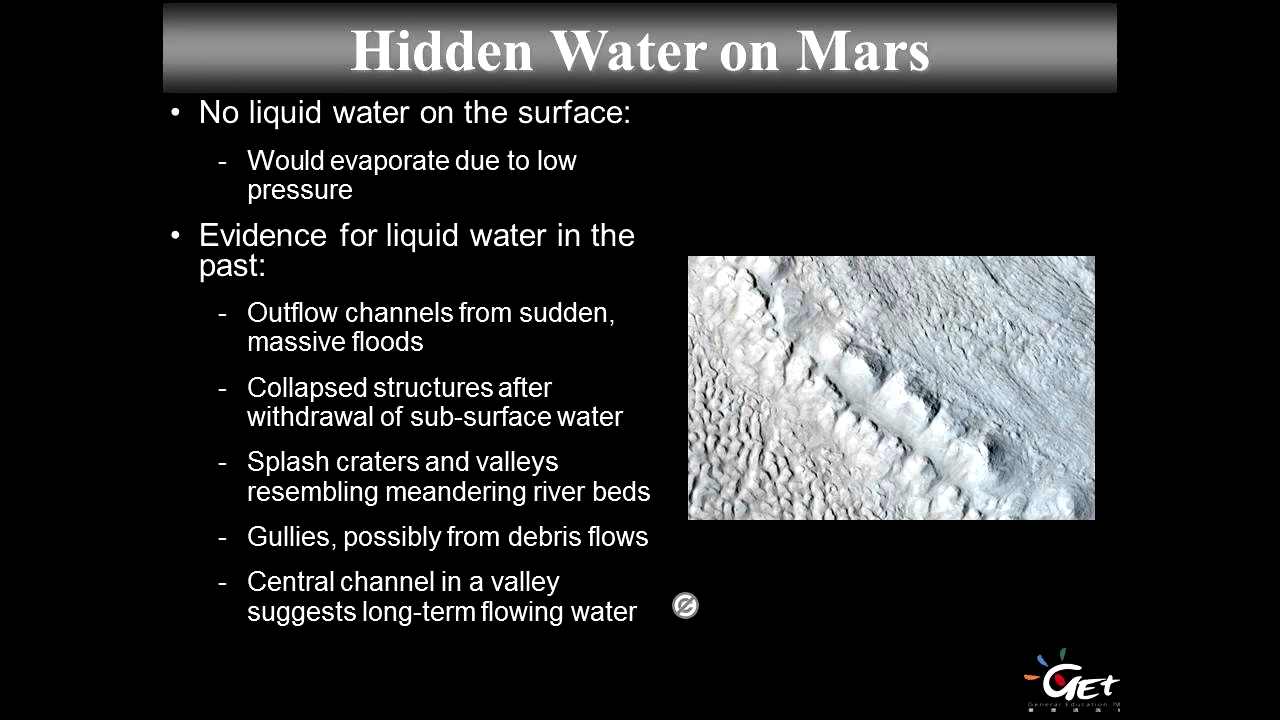 Hidden Water on Mars
• No liquid water on the surface:
- Would evaporate due to low
pressure
• Evidence for liquid water in the
past:
- Outflow channels from sudden,
massive floods
- Collapsed structures after
withdrawal of sub-surface water
- Splash craters and valleys
resembling meandering river beds
- Gullies, possibly from debris flows
- Central channel in a valley
suggests long-term flowing water
GEt
General Education TM